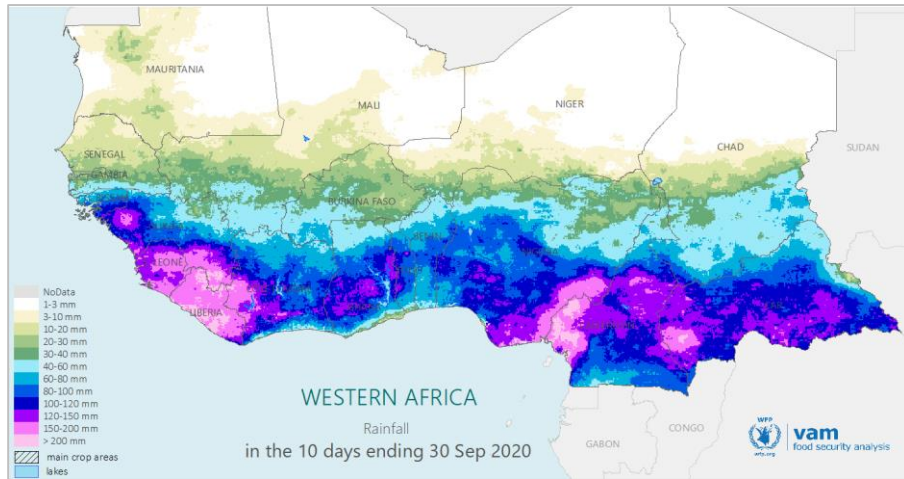 MAURITANIA
MALI
NIGER
CHAD
SUDAN
SENEGAL
GAMBIA
BURKINA FASO
LEONE
LIBERIA
NoData
1-3 mm
3-10 mm
10-20 mm
20-30 mm
30-40 mm
40-60 mm
60-80 mm
80-100 mm
100-120 mm
120-150 mm
150-200 mm
> 200 mm
main crop areas
lakes
WESTERN AFRICA
Rainfall
in the 10 days ending 30 Sep 2020
GABON
CONGO
WFP
wfp.org
vam
food security analysis